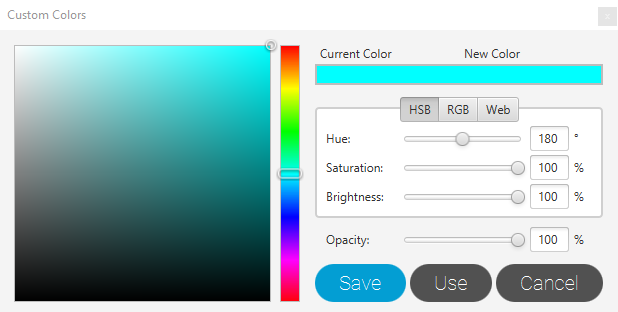 Custom Colors
Current Color New Color
HSB RGB Web
Hue: 180 °
Saturation: 100 %
Brightness: 100 %
Opacity: 100 %
Save Use Cancel